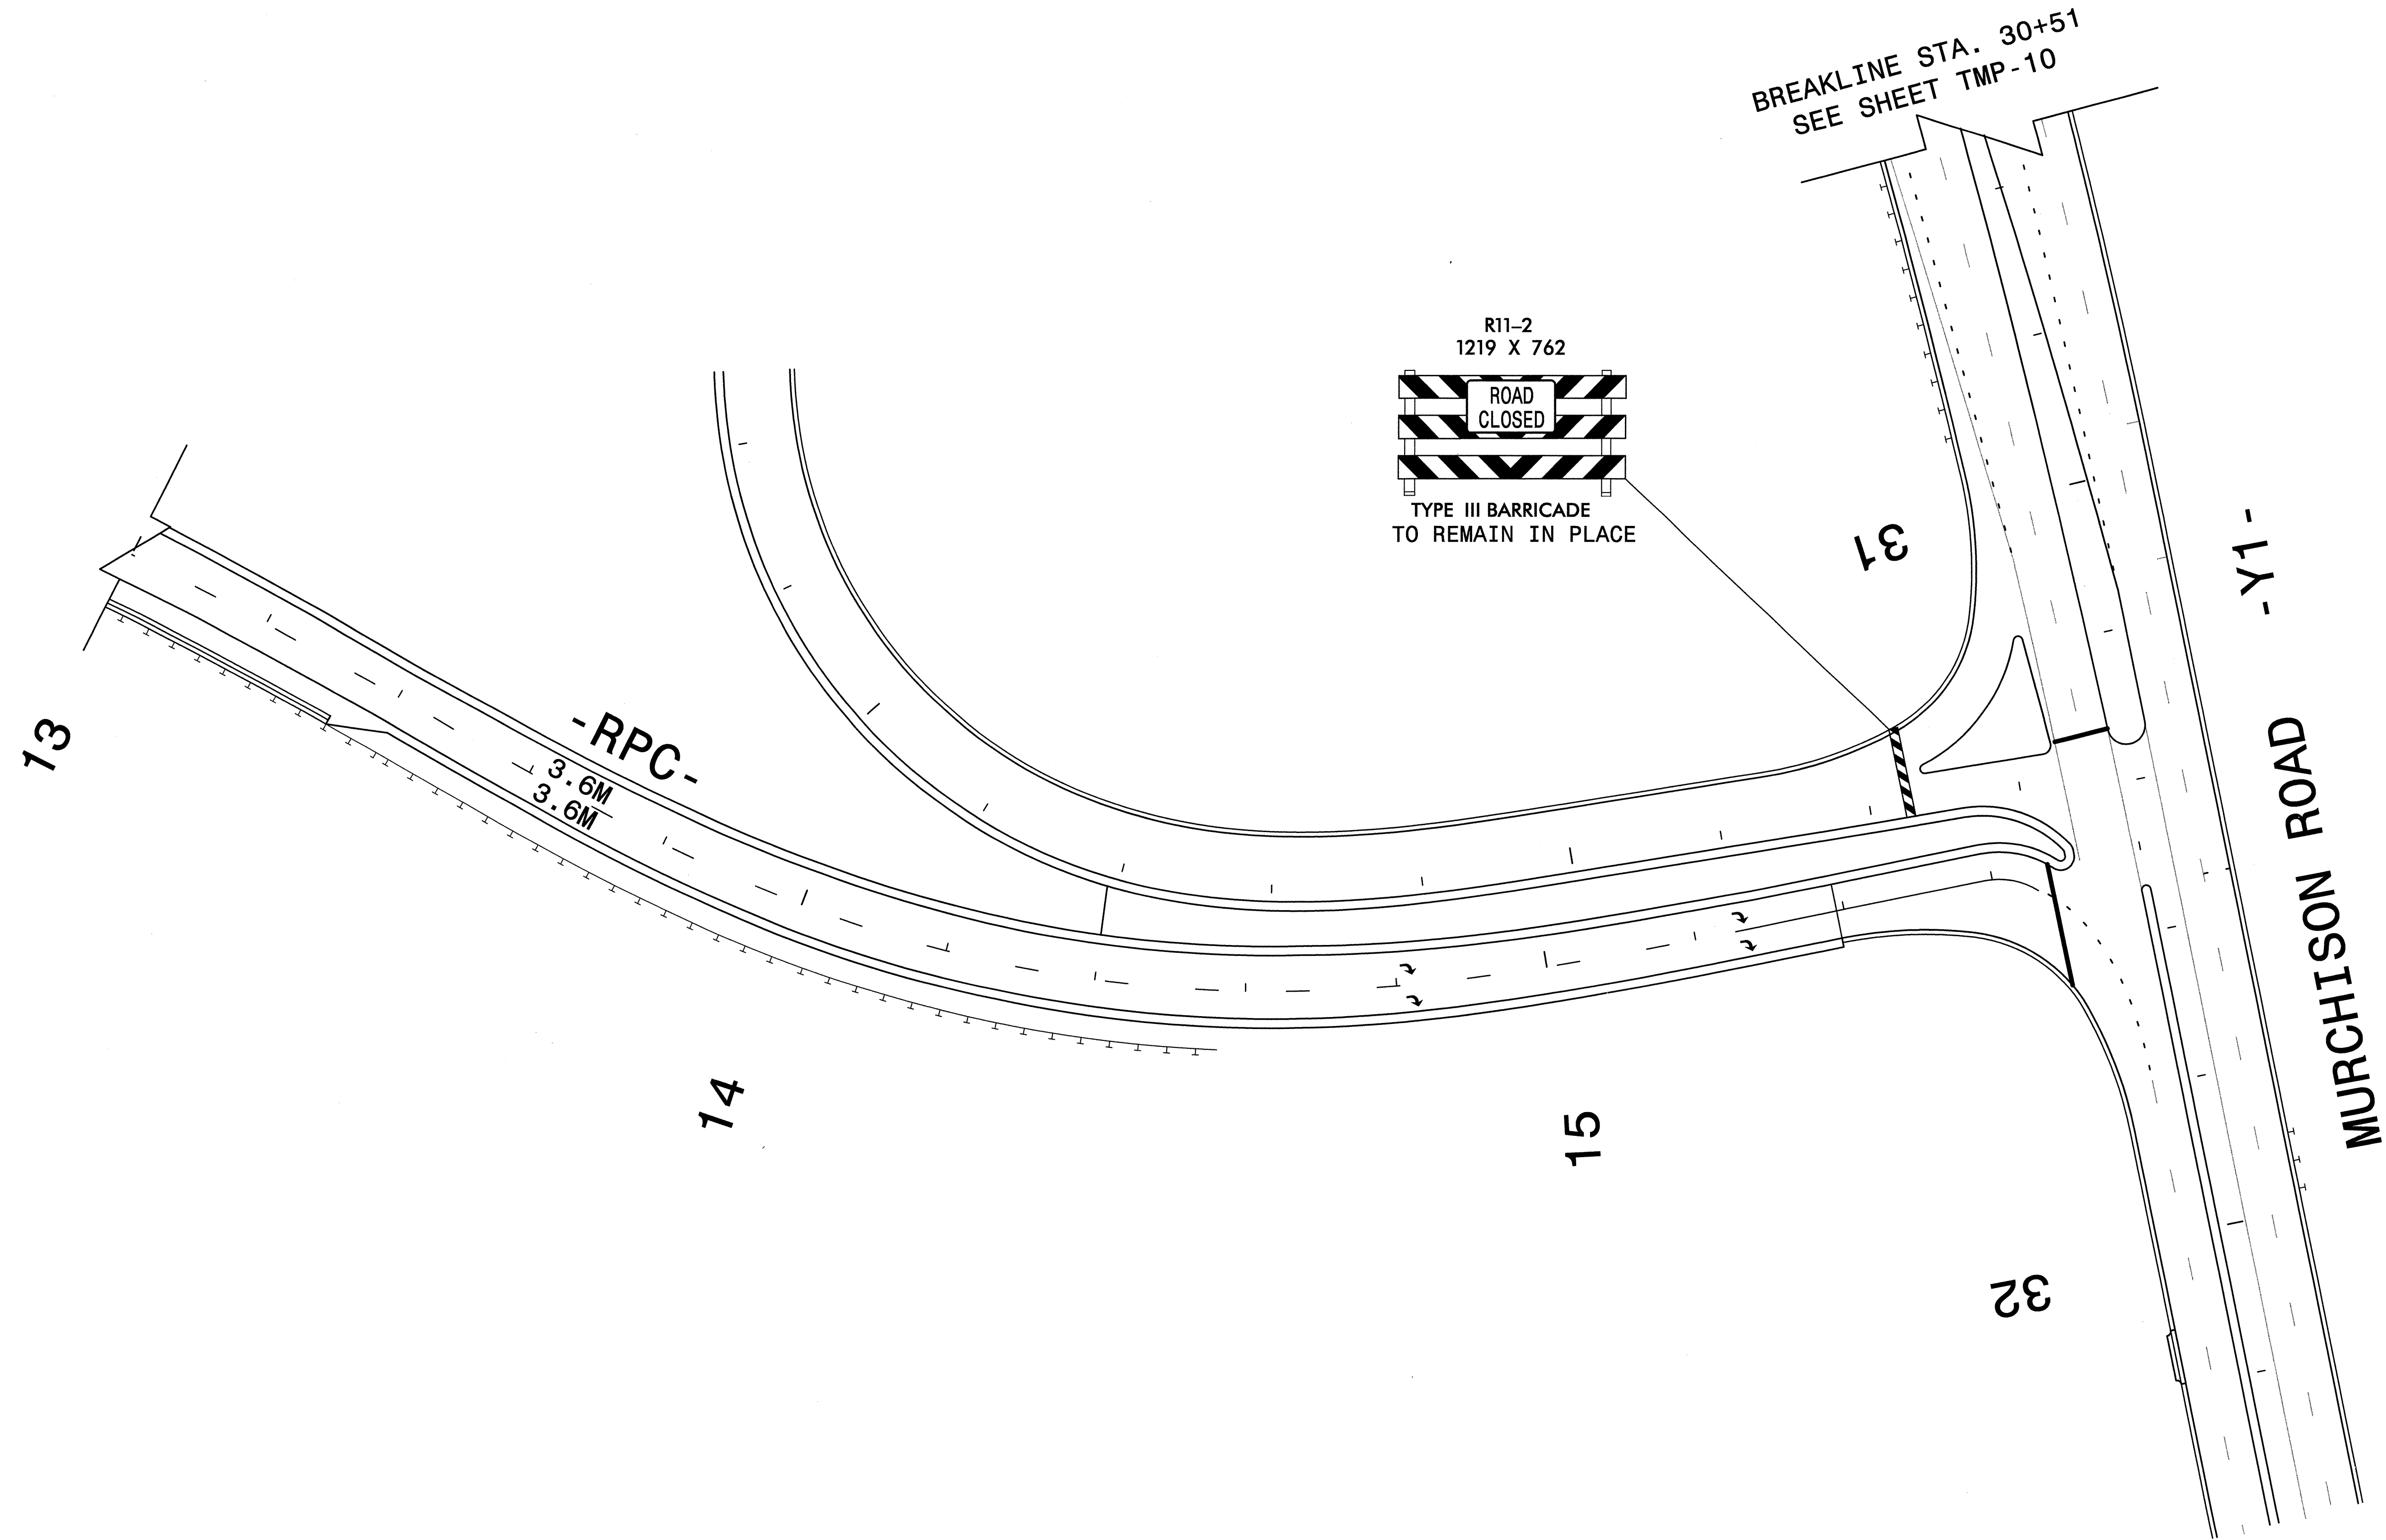 BREAKLINE STA. 30+51
SEE SHEET TMP-10
R11-2
1219 X 762
ROAD
CLOSED
TYPE III BARRICADE
TO REMAIN IN PLACE
31
-Y1-
13
-RPC-
3.6M
3.6M
MURCHISON ROAD
14
15
32